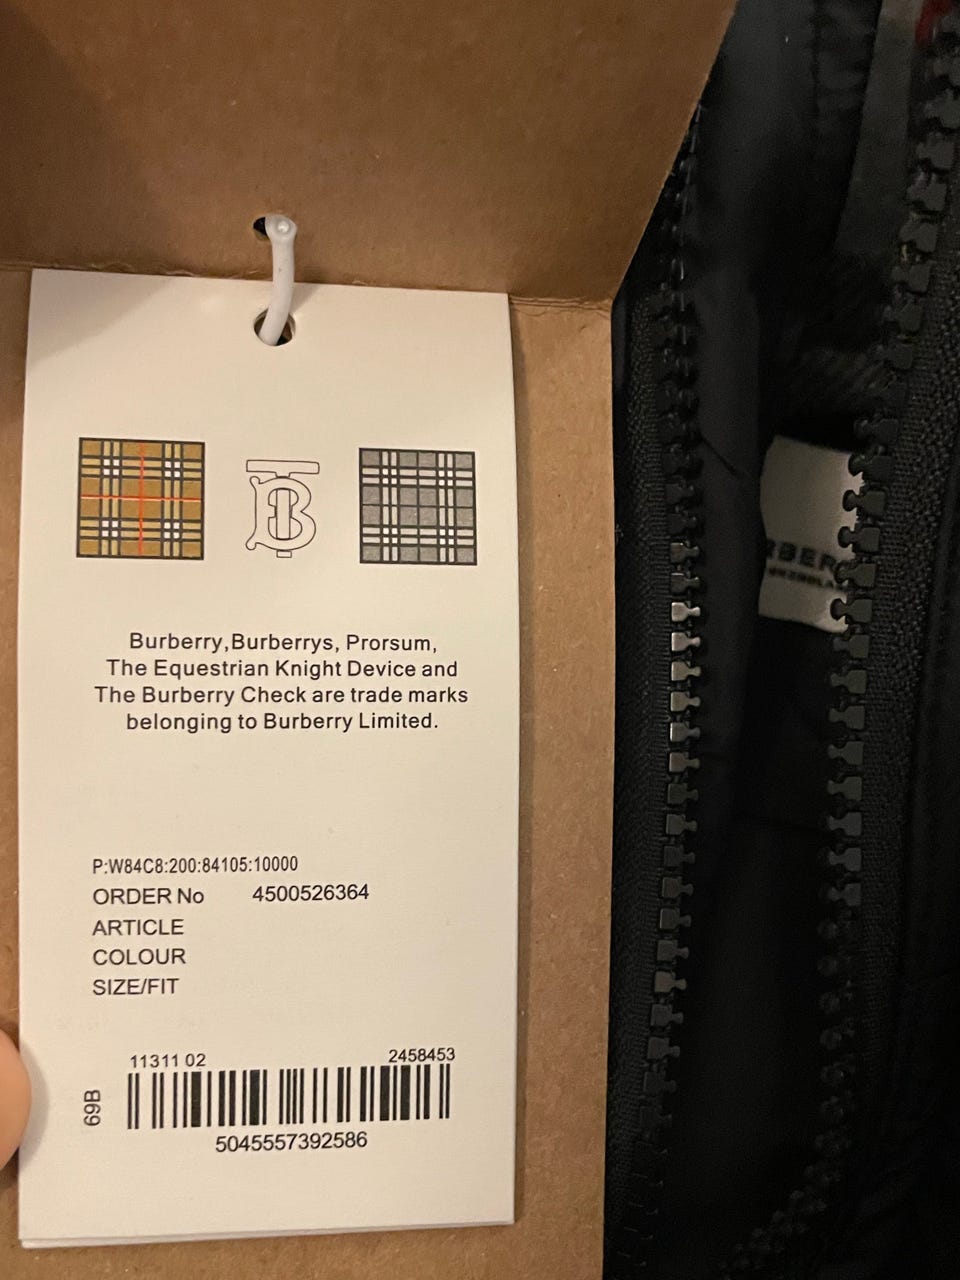 Burberry,Burberrys, Prorsum,
The Equestrian Knight Device and
The Burberry Check are trade marks
belonging to Burberry Limited.
P:W84C8:200:84105:10000
ORDER No 4500526364
ARTICLE
COLOUR
SIZE/FIT
11311 02 2458453
69B
5045557392586